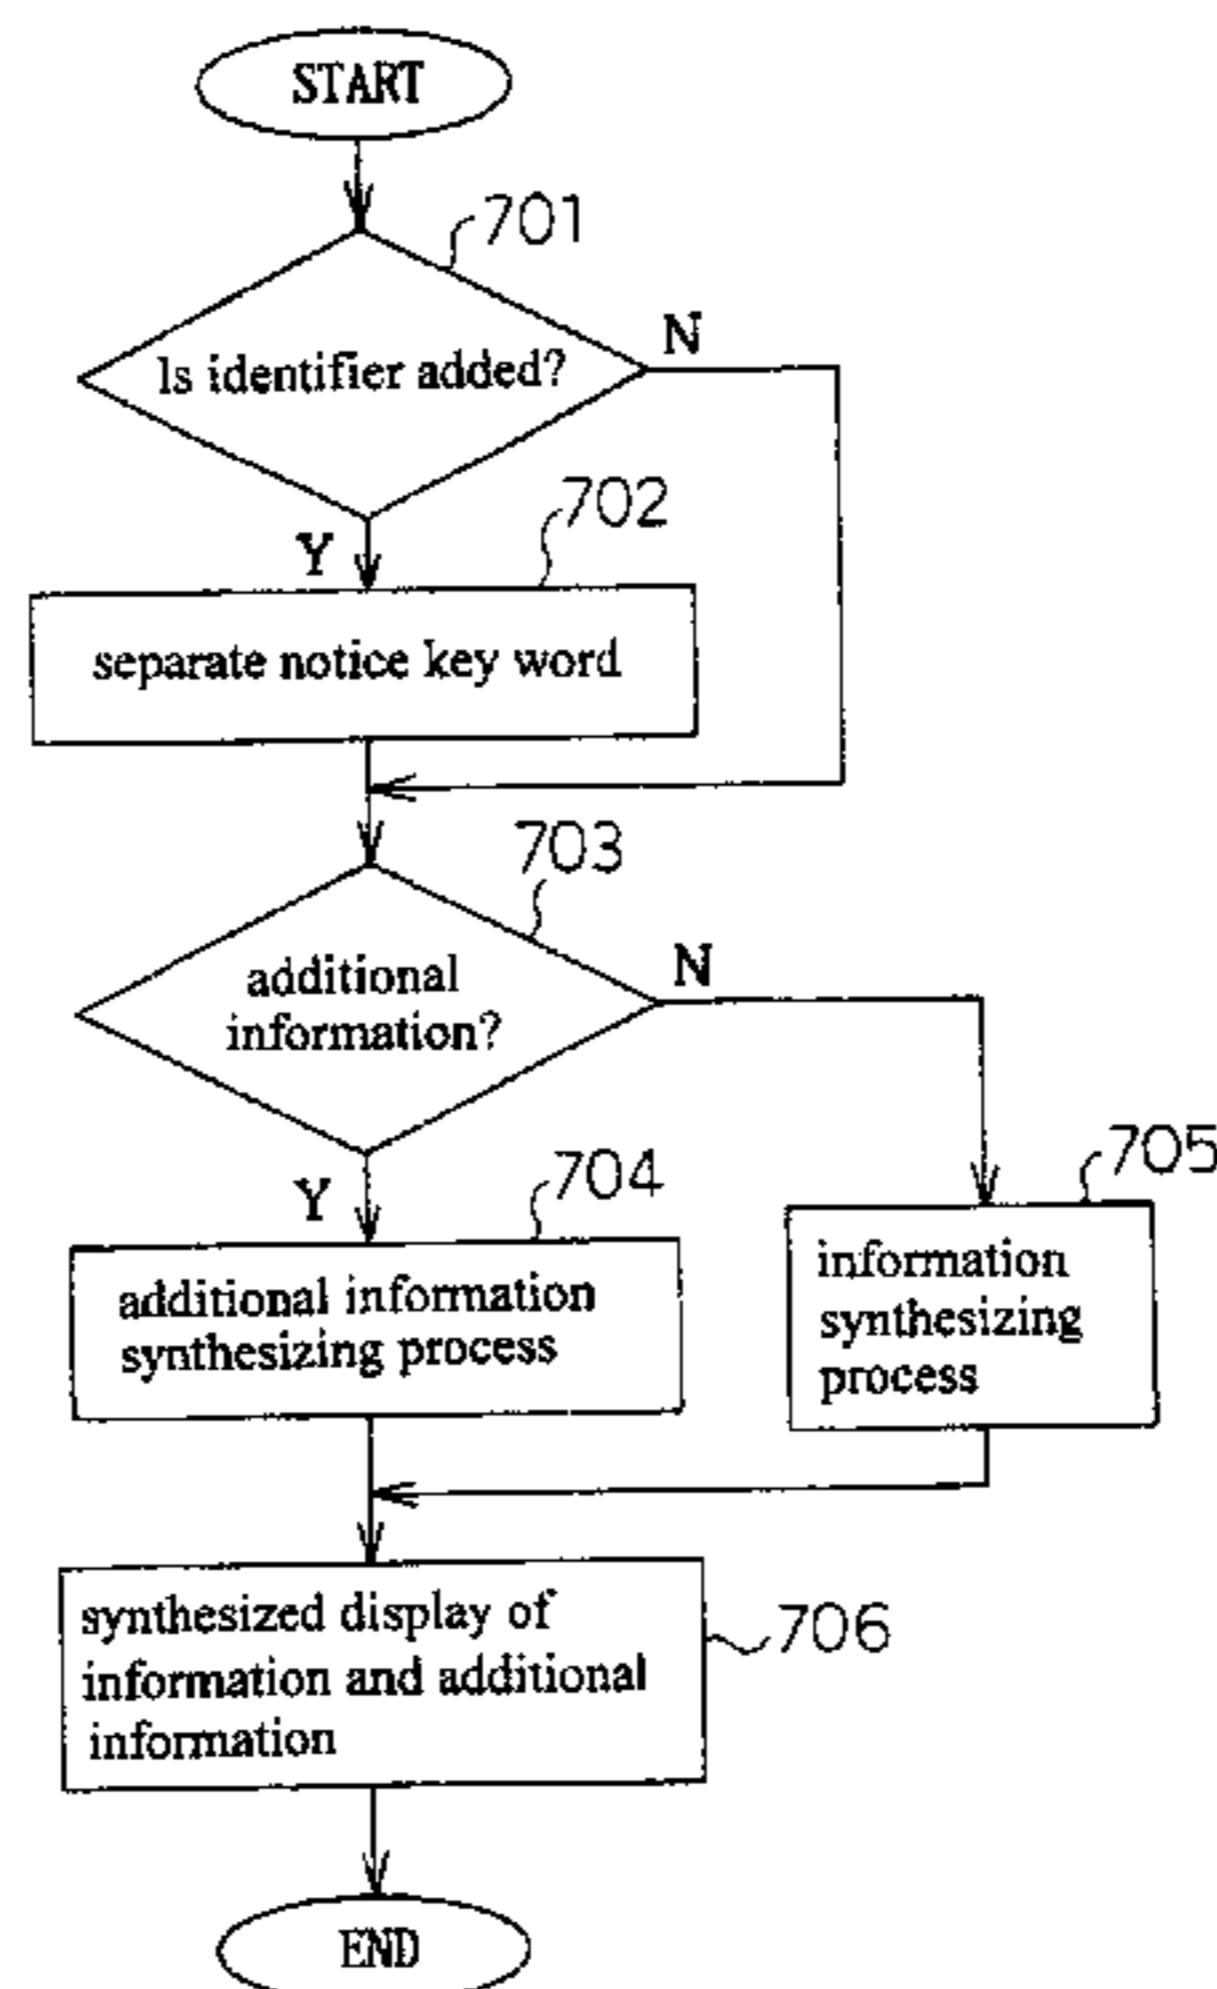 START
701
Is identifier added?
N
702
Y
separate notice key word
703
additional
information?
N
704
705
Y
additional information
synthesizing process
information
synthesizing
process
synthesized display of
information and additional
information
706
END